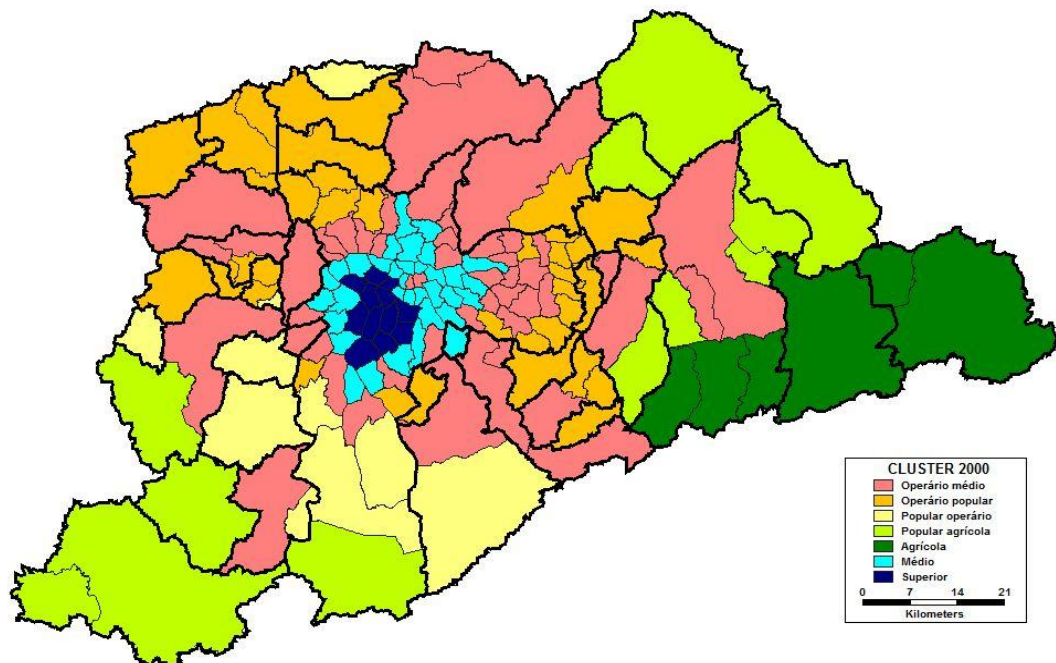 CLUSTER 2000
Operário médio
Operário popular
Popular operário
Popular agrícola
Agrícola
Médio
Superior
0 7 14 21
Kilometers